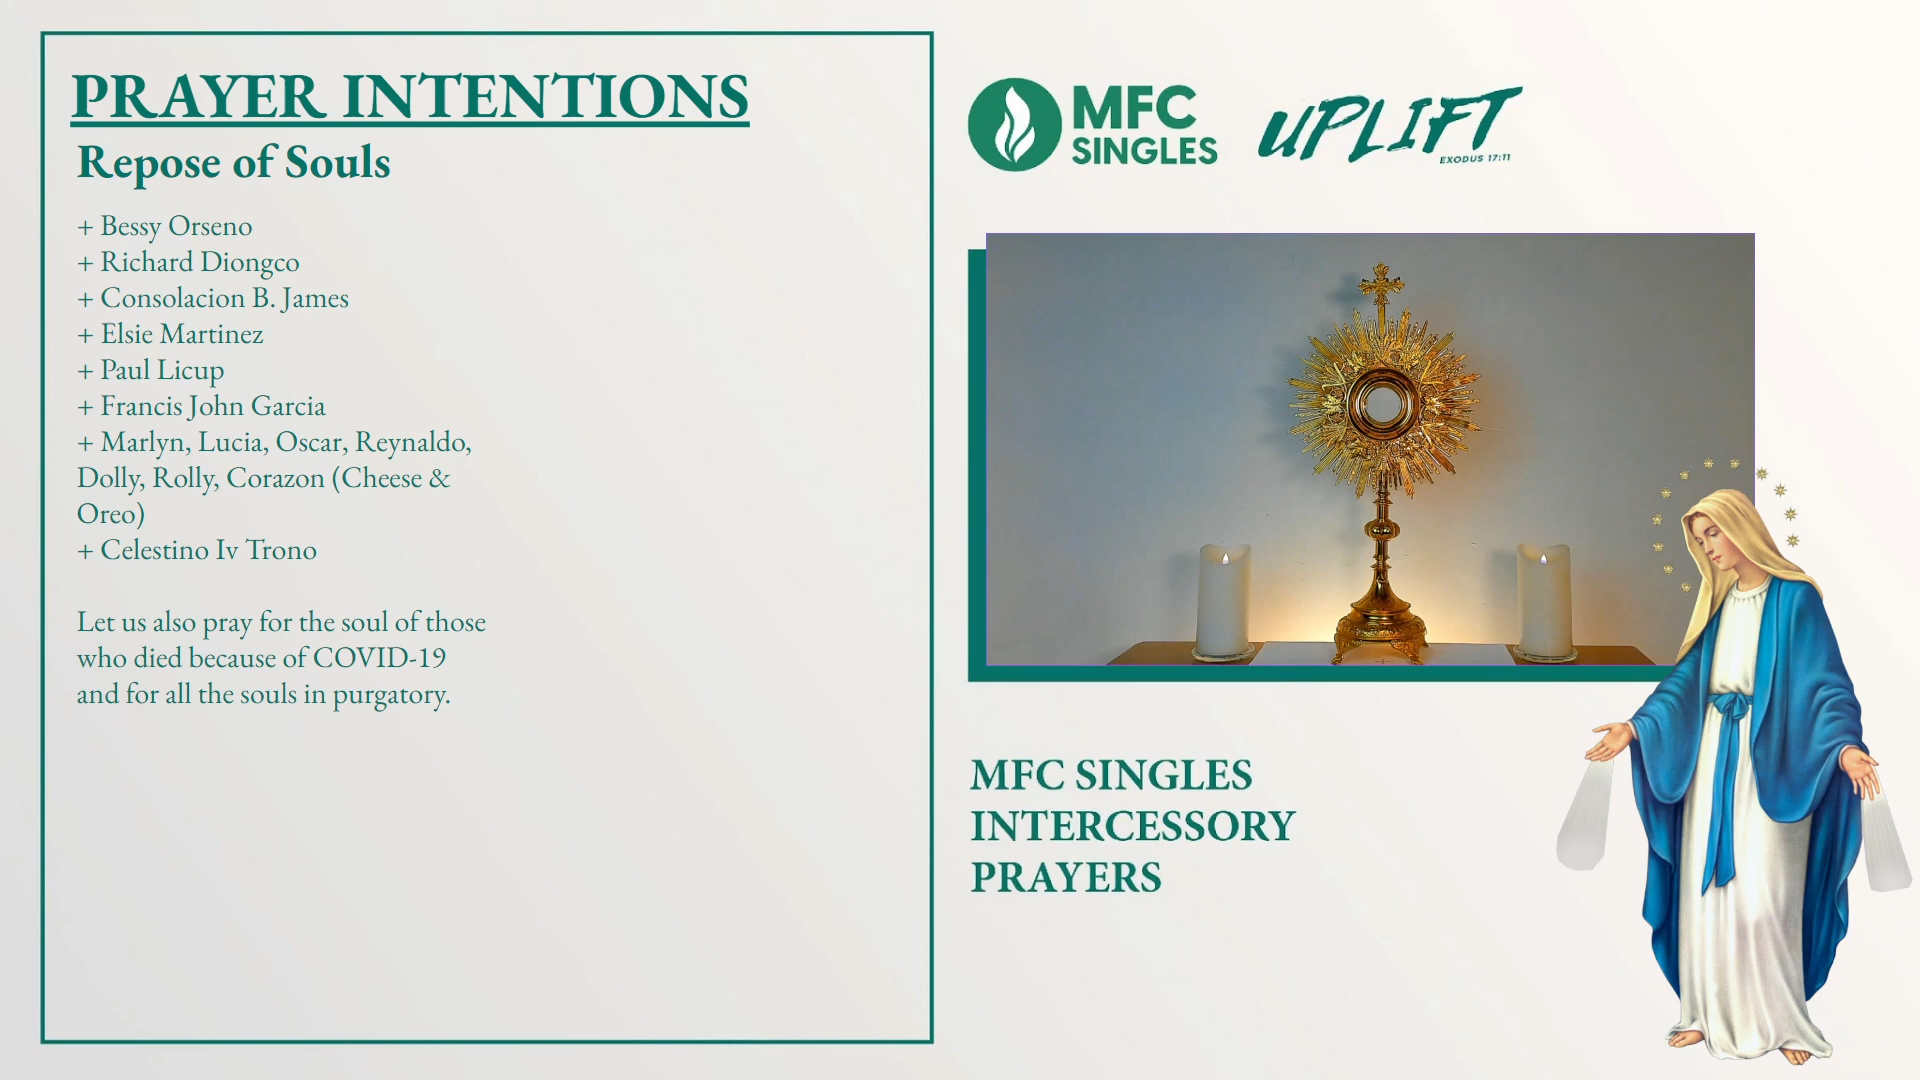 PRAYER INTENTIONS
Repose of Souls
+ Bessy Orseno
+ Richard Diongco
+ Consolacion B. James
+ Elsie Martinez
+ Paul Licup
+ Francis John Garcia
+ Marlyn, Lucia, Oscar, Reynaldo,
Dolly, Rolly, Corazon (Cheese &
Oreo)
+ Celestino Iv Trono
Let us also pray for the soul of those
who died because of COVID-19
and for all the souls in purgatory.
MFC
SINGLES
UPLIFT
EXODUS 17:11
MFC SINGLES
INTERCESSORY
PRAYERS